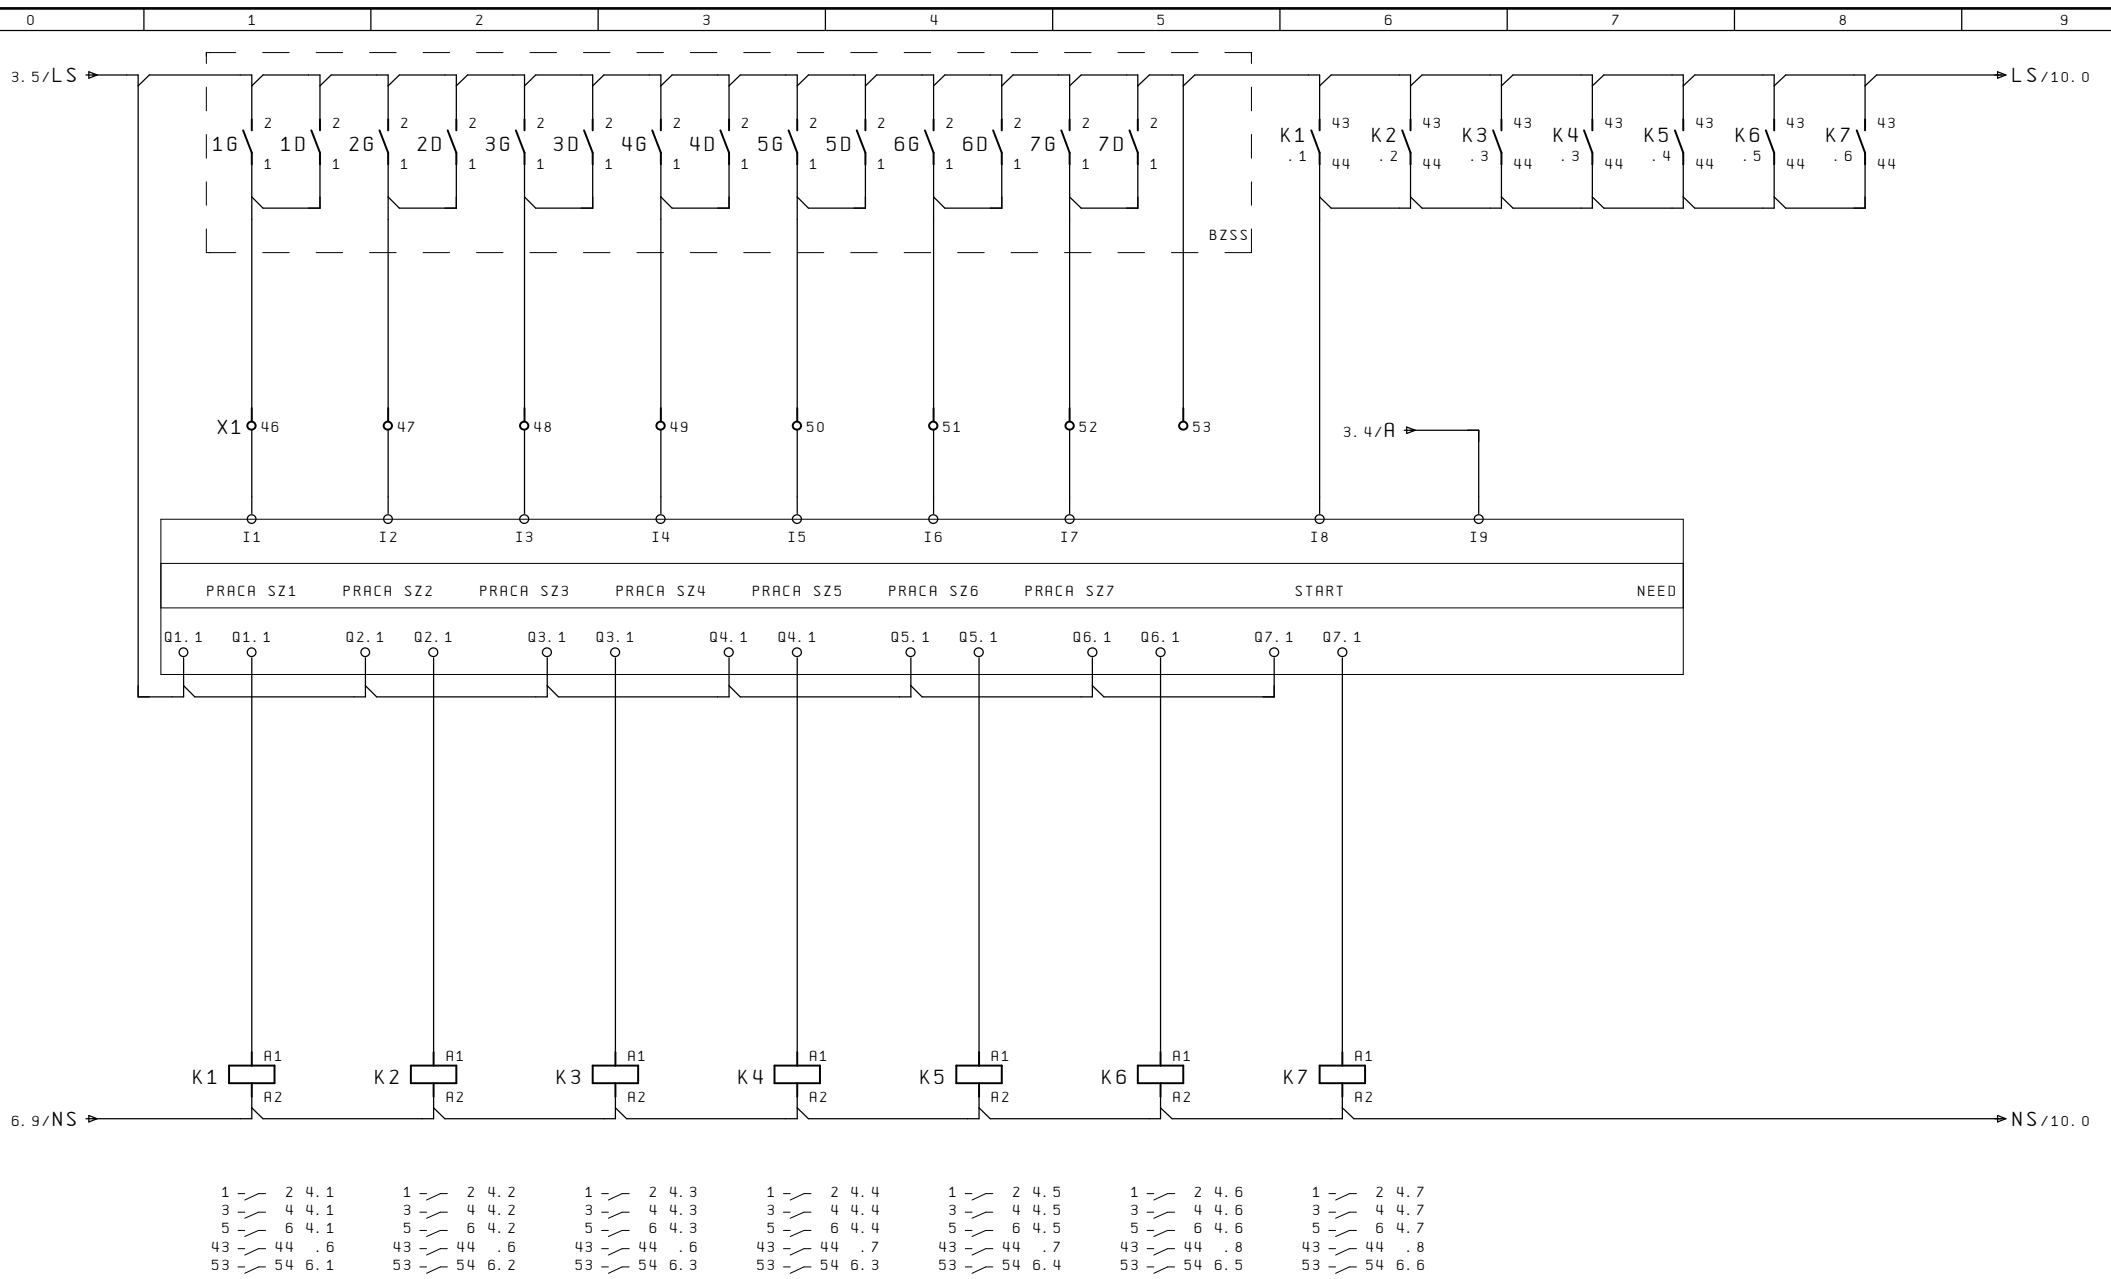 0 1 2 3 4 5 6 7 8 9
3.5/LS LS/10.0
2 2 2 2 2 2 2 2 2 2 2 2 2 2 43 43 43 43 43 43 43
1G 1D 2G 2D 3G 3D 4G 4D 5G 5D 6G 6D 7G 7D K1 K2 K3 K4 K5 K6 K7
.1 .2 .3 .3 .4 .5 .6
1 1 1 1 1 1 1 1 1 1 1 1 1 1 44 44 44 44 44 44 44
BZSS
X1 46 47 48 49 50 51 52 53 3.4/A
I1 I2 I3 I4 I5 I6 I7 I8 I9
PRACA SZ1 PRACA SZ2 PRACA SZ3 PRACA SZ4 PRACA SZ5 PRACA SZ6 PRACA SZ7 START NEED
Q1.1 Q1.1 Q2.1 Q2.1 Q3.1 Q3.1 Q4.1 Q4.1 Q5.1 Q5.1 Q6.1 Q6.1 Q7.1 Q7.1
A1 A1 A1 A1 A1 A1 A1
K1 K2 K3 K4 K5 K6 K7
A2 A2 A2 A2 A2 A2 A2
6.9/NS NS/10.0
1 2 4.1 1 2 4.2 1 2 4.3 1 2 4.4 1 2 4.5 1 2 4.6 1 2 4.7
3 4 4.1 3 4 4.2 3 4 4.3 3 4 4.4 3 4 4.5 3 4 4.6 3 4 4.7
5 6 4.1 5 6 4.2 5 6 4.3 5 6 4.4 5 6 4.5 5 6 4.6 5 6 4.7
43 44 .6 43 44 .6 43 44 .6 43 44 .7 43 44 .7 43 44 .8 43 44 .8
53 54 6.1 53 54 6.2 53 54 6.3 53 54 6.3 53 54 6.4 53 54 6.5 53 54 6.6